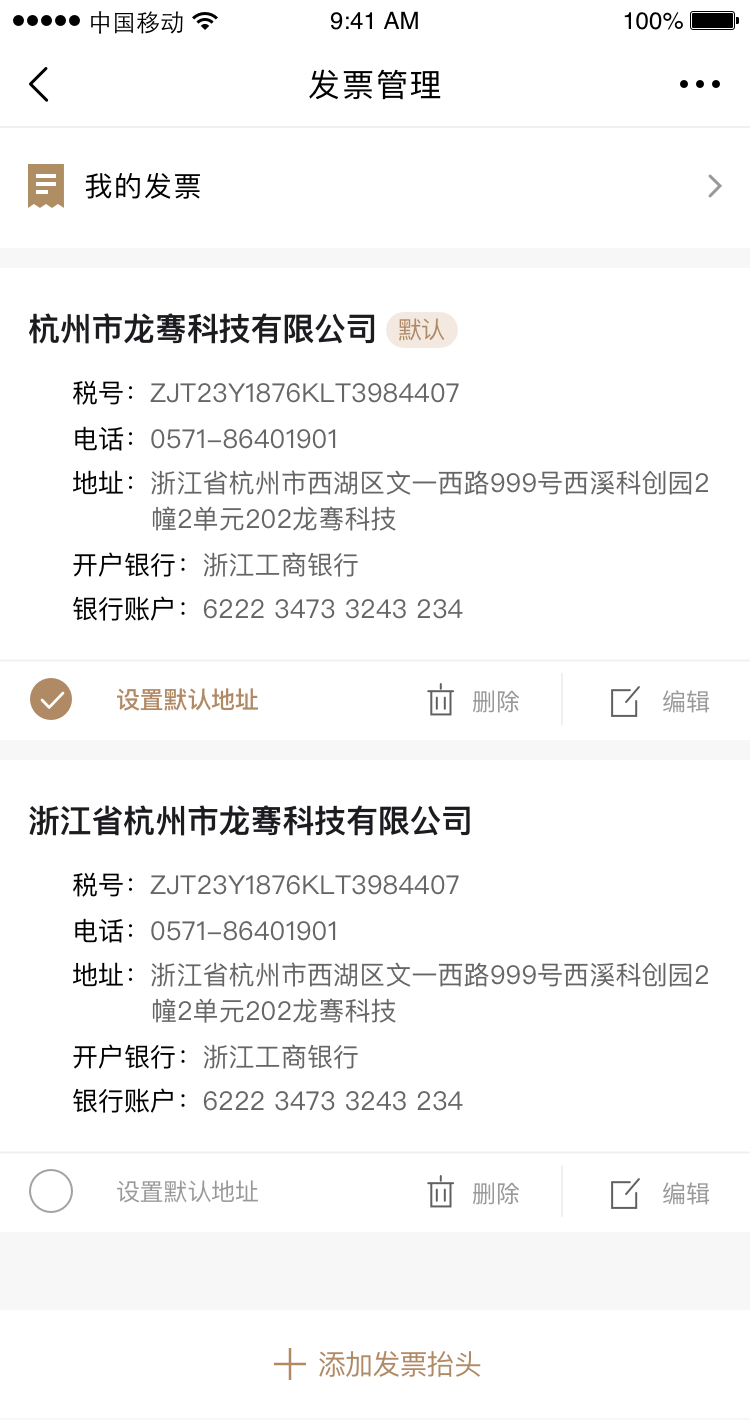 中国移动 9:41 AM 100%
发票管理
我的发票
杭州市龙骞科技有限公司 默认
税号：ZJT23Y1876KLT3984407
电话：0571-86401901
地址：浙江省杭州市西湖区文一西路999号西溪科创园2
幢2单元202龙骞科技
开户银行：浙江工商银行
银行账户：6222 3473 3243 234
设置默认地址 删除 编辑
浙江省杭州市龙骞科技有限公司
税号：ZJT23Y1876KLT3984407
电话：0571-86401901
地址：浙江省杭州市西湖区文一西路999号西溪科创园2
幢2单元202龙骞科技
开户银行：浙江工商银行
银行账户：6222 3473 3243 234
设置默认地址 删除 编辑
添加发票抬头